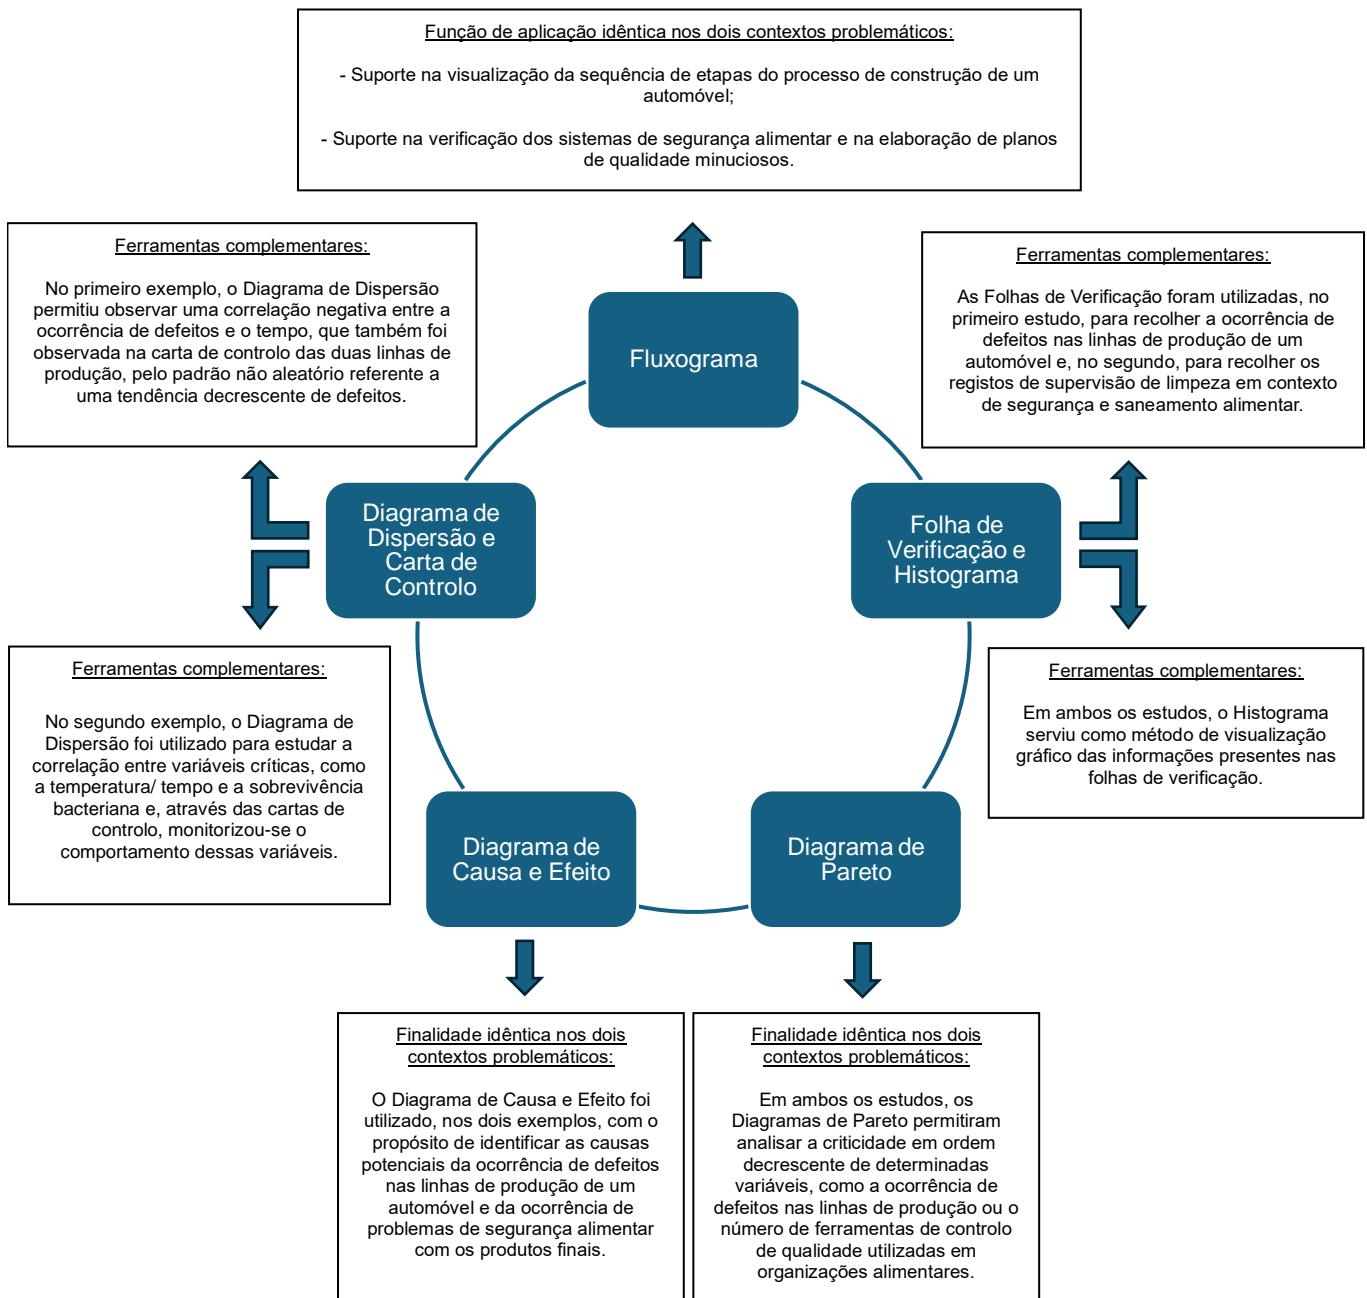 Função de aplicação idêntica nos dois contextos problemáticos:
- Suporte na visualização da sequência de etapas do processo de construção de um
automóvel;
- Suporte na verificação dos sistemas de segurança alimentar e na elaboração de planos
de qualidade minuciosos.
Ferramentas complementares:
No primeiro exemplo, o Diagrama de Dispersão
permitiu observar uma correlação negativa entre a
ocorrência de defeitos e o tempo, que também foi
observada na carta de controlo das duas linhas de
produção, pelo padrão não aleatório referente a
uma tendência decrescente de defeitos.
Ferramentas complementares:
As Folhas de Verificação foram utilizadas, no
primeiro estudo, para recolher a ocorrência de
defeitos nas linhas de produção de um
automóvel e, no segundo, para recolher os
registos de supervisão de limpeza em contexto
de segurança e saneamento alimentar.
Fluxograma
Diagrama de
Dispersão e
Carta de
Controlo
Folha de
Verificação e
Histograma
Ferramentas complementares:
No segundo exemplo, o Diagrama de
Dispersão foi utilizado para estudar a
correlação entre variáveis críticas, como
a temperatura/ tempo e a sobrevivência
bacteriana e, através das cartas de
controlo, monitorizou-se o
comportamento dessas variáveis.
Ferramentas complementares:
Em ambos os estudos, o Histograma
serviu como método de visualização
gráfico das informações presentes nas
folhas de verificação.
Diagrama de
Causa e Efeito
Diagrama de
Pareto
Finalidade idêntica nos dois
contextos problemáticos:
O Diagrama de Causa e Efeito foi
utilizado, nos dois exemplos, com o
propósito de identificar as causas
potenciais da ocorrência de defeitos
nas linhas de produção de um
automóvel e da ocorrência de
problemas de segurança alimentar
com os produtos finais.
Finalidade idêntica nos dois
contextos problemáticos:
Em ambos os estudos, os
Diagramas de Pareto permitiram
analisar a criticidade em ordem
decrescente de determinadas
variáveis, como a ocorrência de
defeitos nas linhas de produção ou o
número de ferramentas de controlo
de qualidade utilizadas em
organizações alimentares.